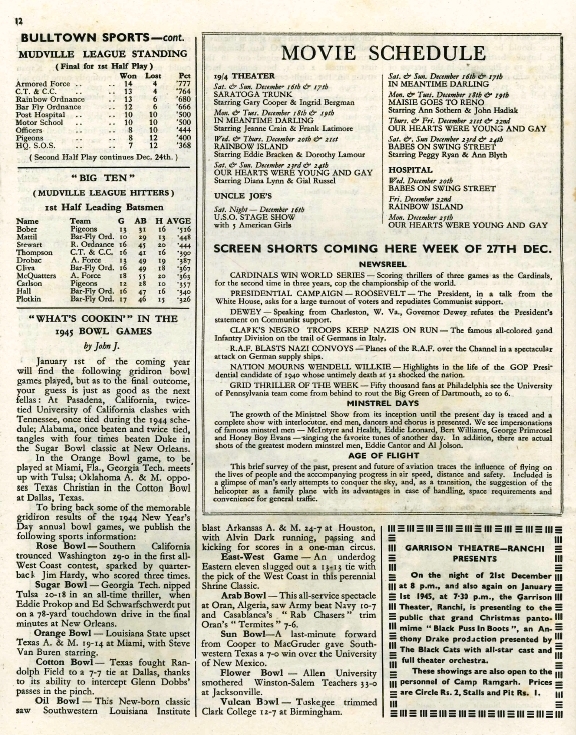 12
BULLTOWN SPORTS—cont.
MUDVILLE LEAGUE STANDING
( Final for 1st Half Play )
Won Lost Pct
Armored Force .. .. 14 4 ·777
C.T. & C.C. .. .. 13 4 ·764
Rainbow Ordnance .. 13 6 ·680
Bar Fly Ordnance .. 12 6 ·666
Post Hospital .. .. 10 10 ·500
Motor School .. .. 10 10 ·500
Officers .. .. 8 10 ·444
Pigeons .. .. 8 12 ·400
HQ. S.O.S. .. .. 7 12 ·368
( Second Half Play continues Dec. 24th. )
" BIG TEN "
( MUDVILLE LEAGUE HITTERS )
1st Half Leading Batsmen
Name Team G AB H AVGE
Bober Pigeons 13 31 16 ·516
Mattil Bar-Fly Ord. 10 29 13 ·448
Stewart R. Ordnance 16 45 20 ·444
Thompson C.T. & C.C. 16 41 16 ·390
Drobac A. Force 13 49 19 ·387
Cliva Bar-Fly Ord. 16 49 18 ·367
McQuatters A. Force 18 55 20 ·363
Carlson Pigeons 12 28 10 ·357
Hall Bar-Fly Ord. 16 47 16 ·340
Plotkin Bar-Fly Ord. 17 46 15 ·326
"WHAT'S COOKIN'" IN THE
1945 BOWL GAMES
by John J.
January 1st of the coming year
will find the following gridiron bowl
games played, but as to the final outcome,
your guess is just as good as the next
fellas: At Pasadena, California, twice-
tied University of California clashes with
Tennessee, once tied during the 1944 sche-
dule; Alabama, once beaten and twice tied,
tangles with four times beaten Duke in
the Sugar Bowl classic at New Orleans.
In the Orange Bowl game, to be
played at Miami, Fla., Georgia Tech. meets
up with Tulsa; Oklahoma A. & M. oppo-
ses Texas Christian in the Cotton Bowl
at Dallas, Texas.
To bring back some of the memorable
gridiron results of the 1944 New Year's
Day annual bowl games, we publish the
following sports information:
Rose Bowl—Southern California
trounced Washington 29-0 in the first all-
West Coast contest, sparked by quarter-
back Jim Hardy, who scored three times.
Sugar Bowl—Georgia Tech. nipped
Tulsa 20-18 in an all-time thriller, when
Eddie Prokop and Ed Schwarfschwerdt put
on a 78-yard touchdown drive in the final
minutes at New Orleans.
Orange Bowl—Louisiana State upset
Texas A. & M. 19-14 at Miami, with Steve
Van Buren starring.
Cotton Bowl—Texas fought Ran-
dolph Field to a 7-7 tie at Dallas, thanks
to its ability to intercept Glenn Dobbs'
passes in the pinch.
Oil Bowl—This New-born classic
saw Southwestern Louisiana Institute
MOVIE SCHEDULE
19/4 THEATER
Sat. & Sun. December 16th & 17th
SARATOGA TRUNK
Starring Gary Cooper & Ingrid Bergman
Mon. & Tues. December 18th & 19th
IN MEANTIME DARLING
Starring Jeanne Crain & Frank Latimore
Wed. & Thurs. December 20th & 21st
RAINBOW ISLAND
Starring Eddie Bracken & Dorothy Lamour
Sat. & Sun. December 23rd & 24th
OUR HEARTS WERE YOUNG AND GAY
Starring Diana Lynn & Gial Russel
UNCLE JOE'S
Sat. Night — December 16th
U.S.O. STAGE SHOW
with 5 American Girls
Sat. & Sun. December 16th & 17th
IN MEANTIME DARLING
Mon. & Tues. December 18th & 19th
MAISIE GOES TO RENO
Starring Ann Sothern & John Hadiak
Thurs. & Fri. December 21st & 22nd
OUR HEARTS WERE YOUNG AND GAY
Sat. & Sun December 23rd & 24th
BABES ON SWING STREET
Starring Peggy Ryan & Ann Blyth
HOSPITAL
Wed. December 20th
BABES ON SWING STREET
Fri. December 22nd
RAINBOW ISLAND
Mon. December 25th
OUR HEARTS WERE YOUNG AND GAY
SCREEN SHORTS COMING HERE WEEK OF 27TH DEC.
NEWSREEL
CARDINALS WIN WORLD SERIES — Scoring thrillers of three games as the Cardinals,
for the second time in three years, cop the championship of the world.
PRESIDENTIAL CAMPAIGN — ROOSEVELT — The President, in a talk from the
White House, asks for a large turnout of voters and repudiates Communist support.
DEWEY — Speaking from Charleston, W. Va., Governor Dewey refutes the President's
statement on Communist support.
CLARK'S NEGRO TROOPS KEEP NAZIS ON RUN — The famous all-colored 92nd
Infantry Division on the trail of Germans in Italy.
R.A.F. BLASTS NAZI CONVOYS — Planes of the R.A.F. over the Channel in a spectacular
attack on German supply ships.
NATION MOURNS WENDELL WILLKIE — Highlights in the life of the GOP Presi-
dential candidate of 1940 whose untimely death at 52 shocked the nation.
GRID THRILLER OF THE WEEK — Fifty thousand fans at Philadelphia see the University
of Pennsylvania team come from behind to rout the Big Green of Dartmouth, 20 to 6.
MINSTREL DAYS
The growth of the Minstrel Show from its inception until the present day is traced and a
complete show with interlocutor, end men, dancers and chorus is presented. We see impersonations
of famous minstrel men — McIntyre and Health, Eddie Leonard, Bert Williams, George Primrosel
and Honey Boy Evans — singing the favorite tunes of another day. In addition, there are actual
shots of the greatest modern minstrel men, Eddie Cantor and Al Jolson.
AGE OF FLIGHT
This brief survey of the past, present and future of aviation traces the influence of flying on
the lives of people and the accompanying progress in air speed, distance and safety. Included is
a glimpse of man's early attempts to conquer the sky, and, as a transition, the suggestion of the
helicopter as a family plane with its advantages in ease of handling, space requirements and
convenience for general traffic.
blast Arkansas A. & M. 24-7 at Houston,
with Alvin Dark running, passing and
kicking for scores in a one-man circus.
East-West Game — An underdog
Eastern eleven slugged out a 13-13 tie with
the pick of the West in this perennial
Shrine Classic.
Arab Bowl—This all-service spectacle
at Oran, Algeria, saw Army beat Navy 10-7
and Casablanca's " Rab Chasers " trim
Oran's " Termites " 7-6.
Sun Bowl—A last-minute forward
from Cooper to MacGruder gave South-
western Texas a 7-0 win over the University
of New Mexico.
Flower Bowl — Allen University
smothered Winston-Salem Teachers 33-0
at Jacksonville.
Vulcan Bowl — Tuskegee trimmed
Clark College 12-7 at Birmingham.
GARRISON THEATRE—RANCHI
PRESENTS
On the night of 21st December
at 8 p.m., and also again on January
1st 1945, at 7·30 p.m., the Garrison
Theater, Ranchi, is presenting to the
public that grand Christmas panto-
mime " Black Puss In Boots ", an An-
thony Drake production presented by
The Black Cats with all-star cast and
full theater orchestra.
These showings are also open to the
personnel of Camp Ramgarh. Prices
are Circle Rs. 2, Stalls and Pit Rs. 1.